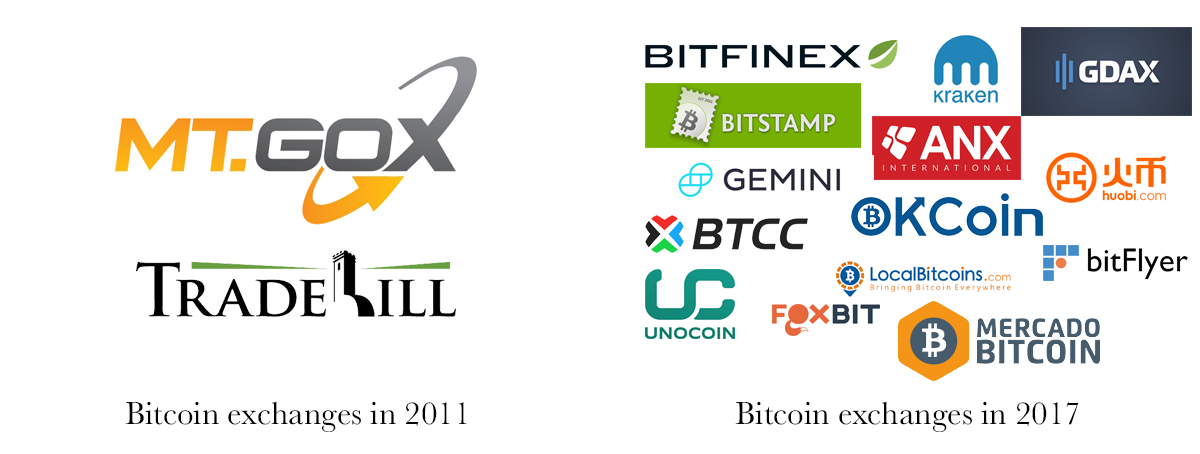 MT.GOX
TRADEHILL
Bitcoin exchanges in 2011
BITFINEX
kraken
GDAX
BITSTAMP
ANX
INTERNATIONAL
GEMINI
火币
huobi.com
BTCC
OKCoin
bitFlyer
UNOCOIN
LocalBitcoins.com
Bringing Bitcoin Everywhere
FOXBIT
MERCADO
BITCOIN
Bitcoin exchanges in 2017